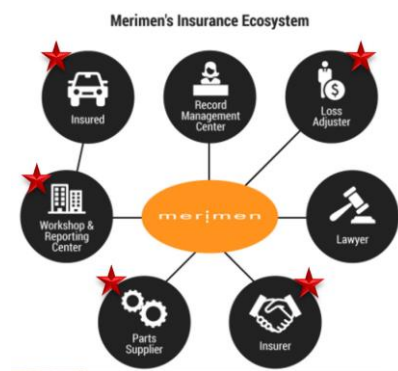 Merimen's Insurance Ecosystem
Insured
Record
Management
Center
$
Loss
Adjuster
Workshop &
Reporting
Center
merimen
Lawyer
Parts
Supplier
Insurer